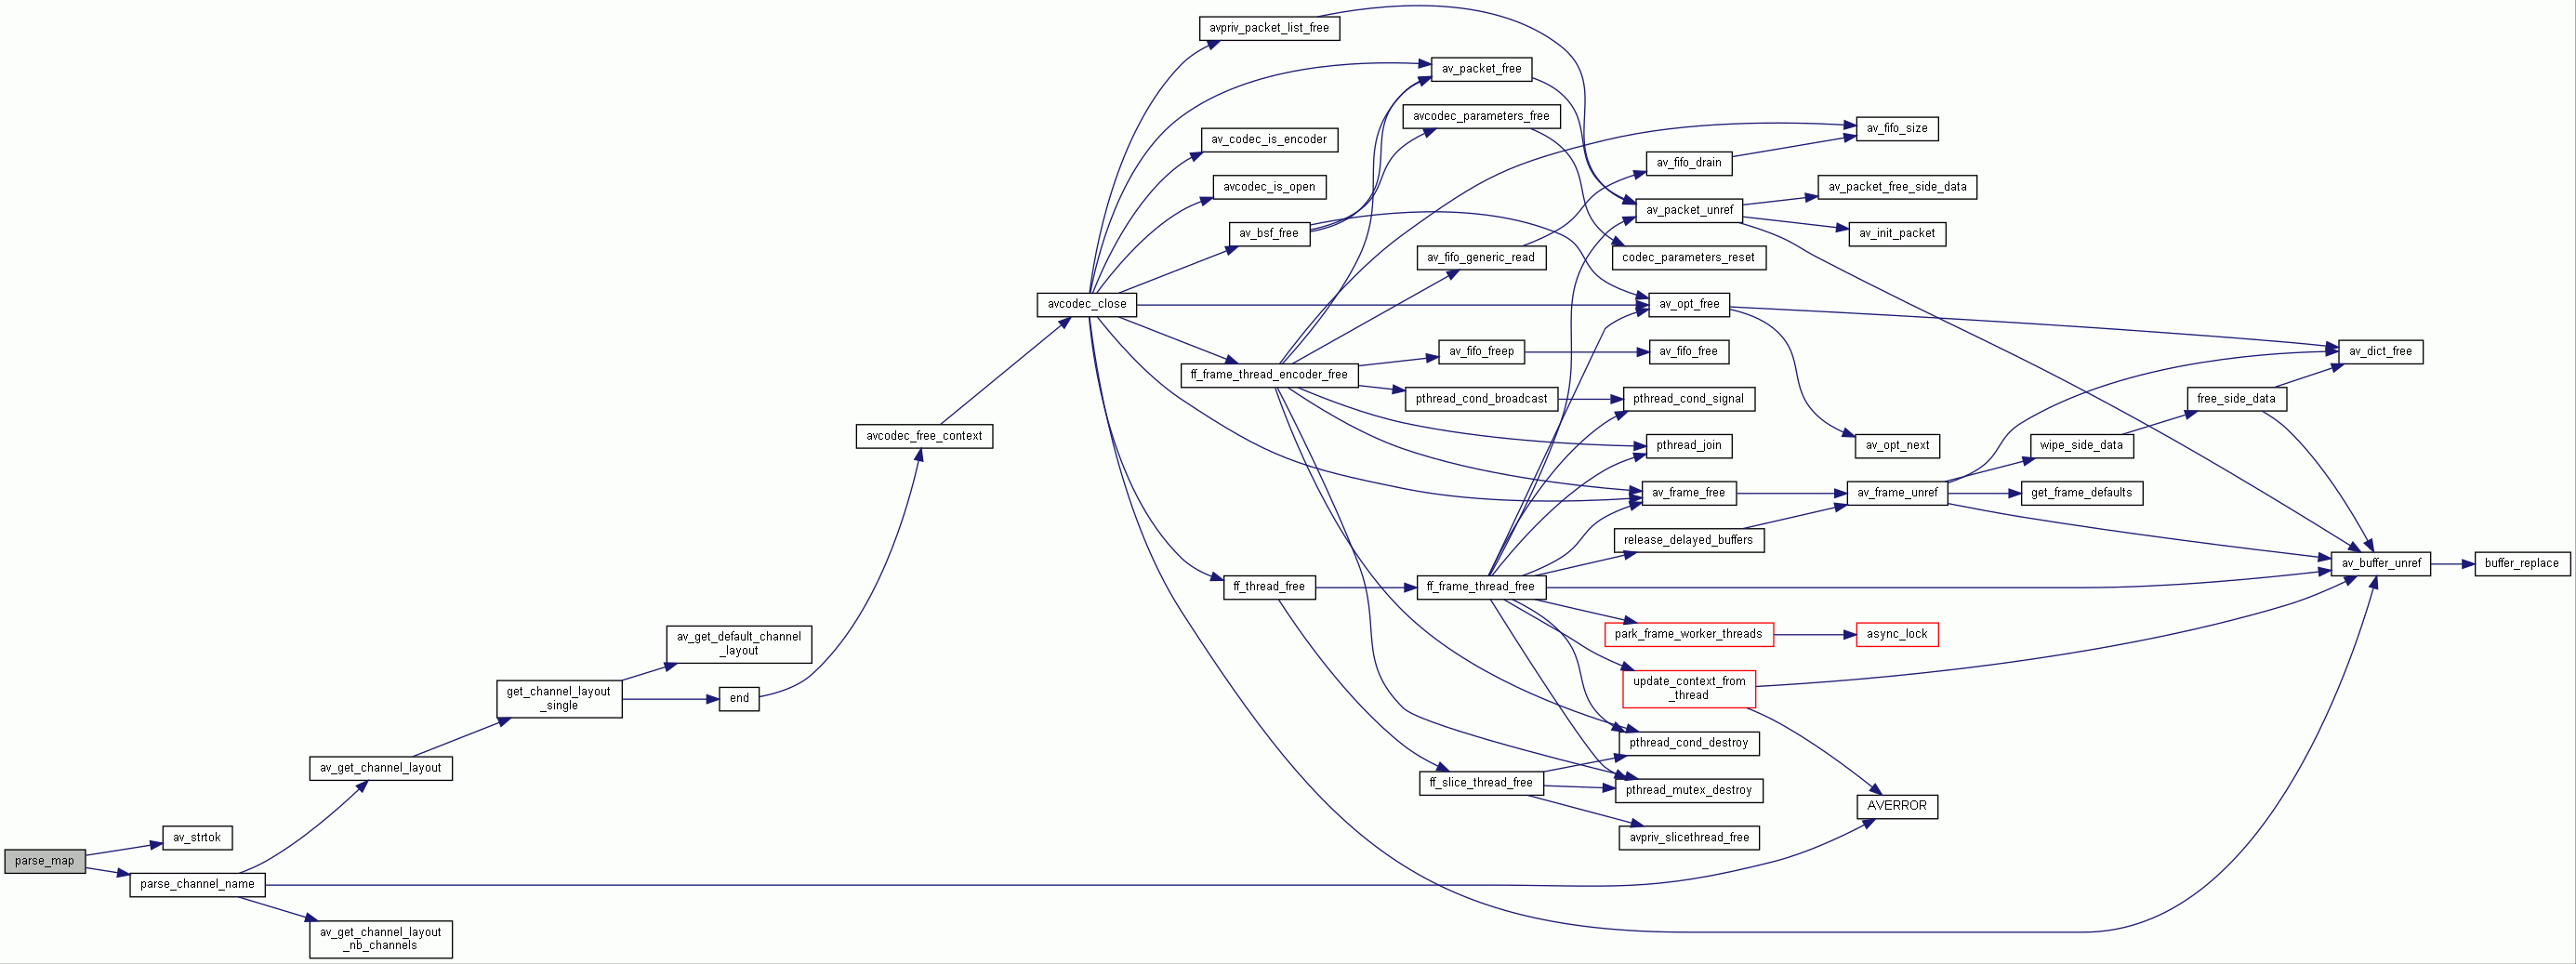 avpriv_packet_list_free
av_packet_free
avcodec_parameters_free
av_fifo_size
av_codec_is_encoder
av_fifo_drain
avcodec_is_open
av_packet_free_side_data
av_packet_unref
av_bsf_free
av_init_packet
av_fifo_generic_read
codec_parameters_reset
avcodec_close
av_opt_free
av_fifo_freep
av_fifo_free
av_dict_free
ff_frame_thread_encoder_free
pthread_cond_broadcast
pthread_cond_signal
free_side_data
avcodec_free_context
pthread_join
av_opt_next
wipe_side_data
av_frame_free
av_frame_unref
get_frame_defaults
release_delayed_buffers
av_buffer_unref
buffer_replace
ff_thread_free
ff_frame_thread_free
park_frame_worker_threads
async_lock
av_get_default_channel
_layout
update_context_from
_thread
get_channel_layout
_single
end
pthread_cond_destroy
av_get_channel_layout
ff_slice_thread_free
pthread_mutex_destroy
AVERROR
av_strtok
avpriv_slicethread_free
parse_map
parse_channel_name
av_get_channel_layout
_nb_channels